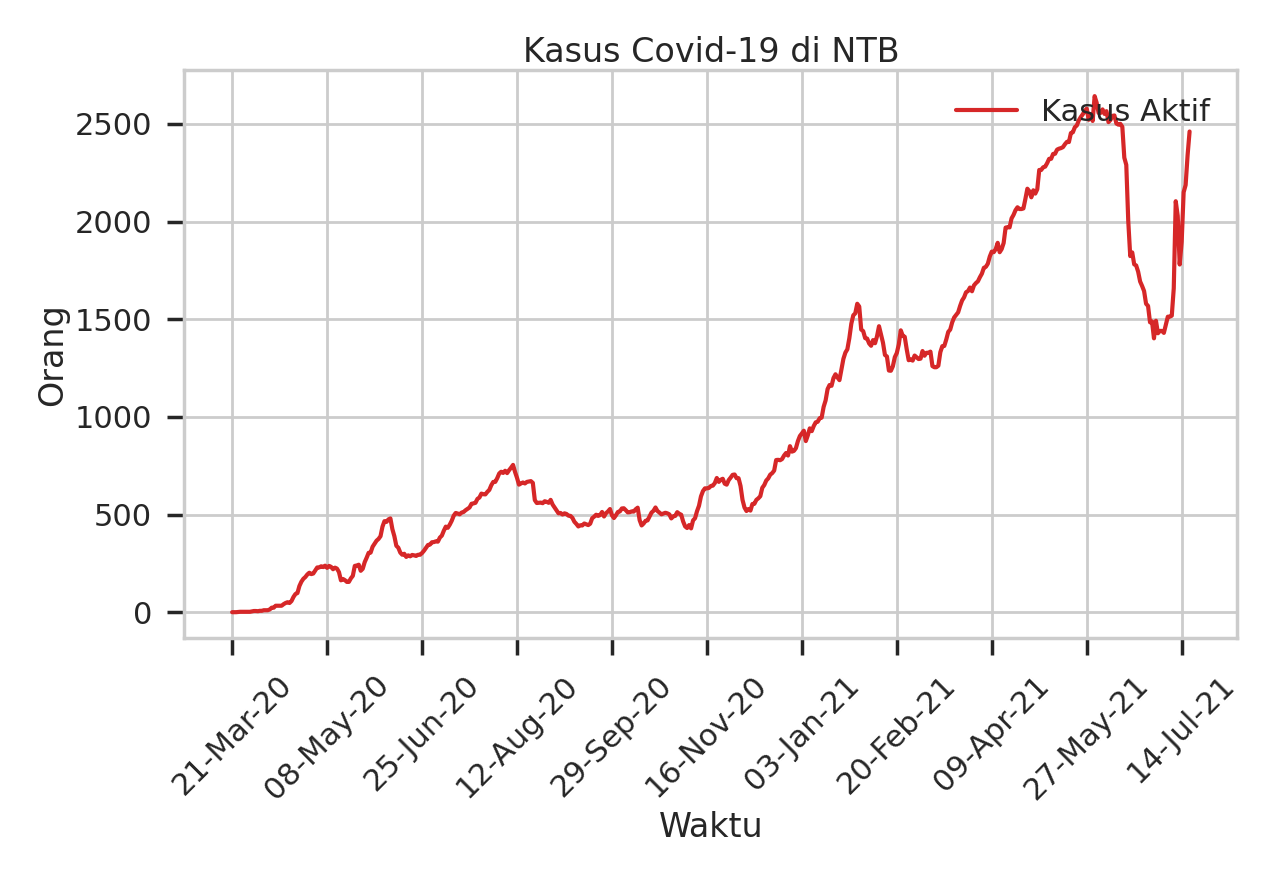 Kasus Covid-19 di NTB
Kasus Aktif
Orang
2500
2000
1500
1000
500
0
21-Mar-20
08-May-20
25-Jun-20
12-Aug-20
29-Sep-20
16-Nov-20
03-Jan-21
20-Feb-21
09-Apr-21
27-May-21
14-Jul-21
Waktu